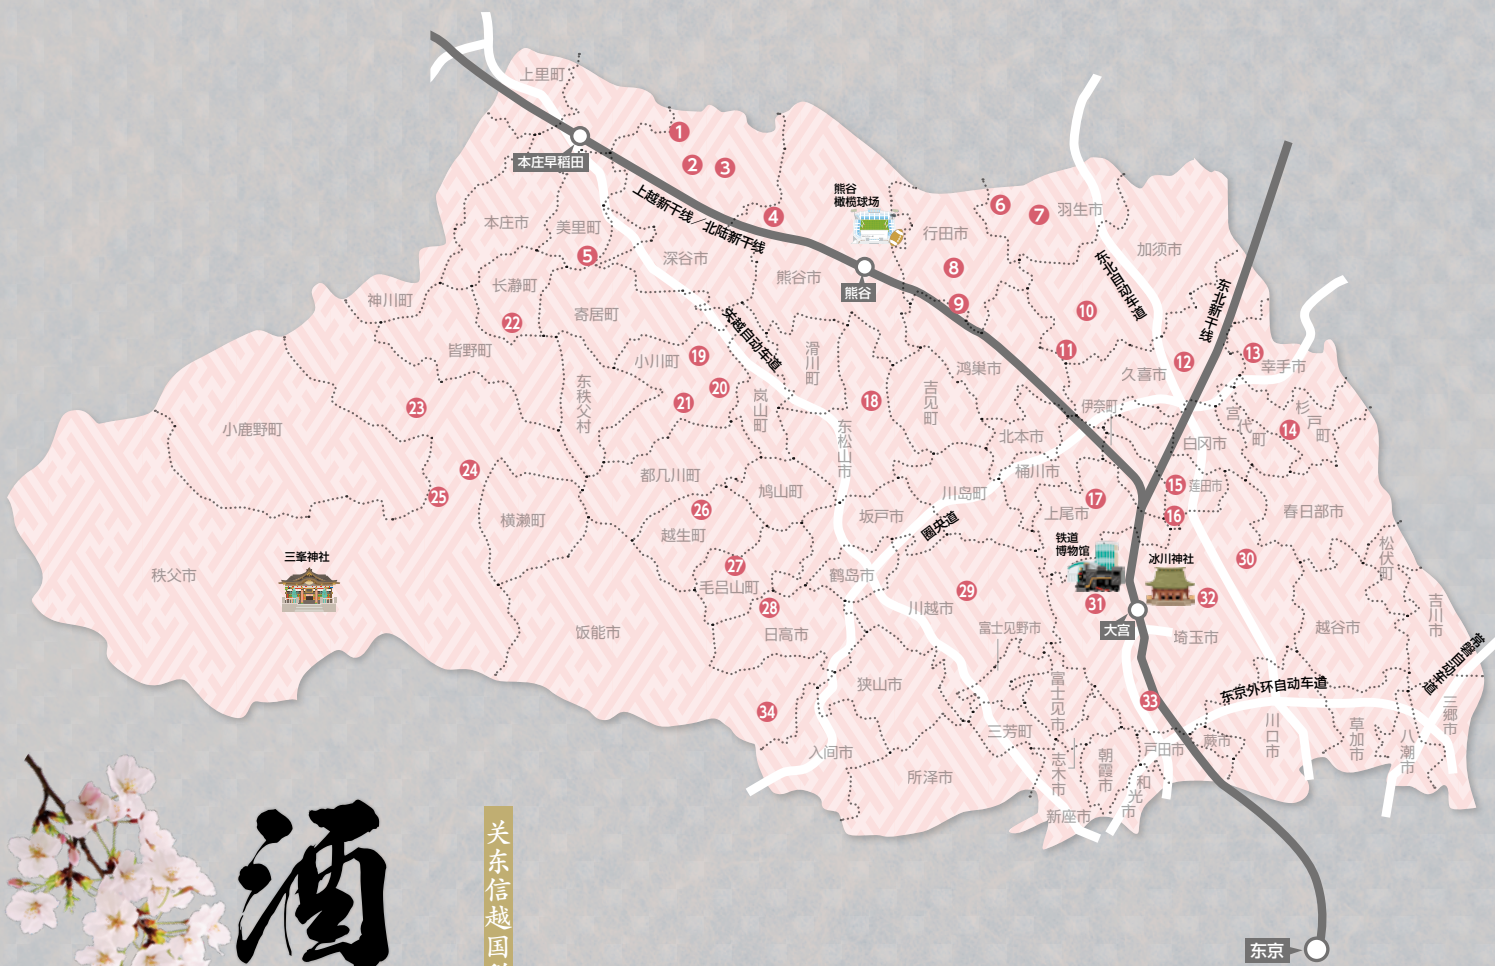 上里町
1
本庄早稻田
2
3
上越新干线／北陆新干线
4
熊谷
橄榄球场
6
7
羽生市
本庄市
美里町
5
深谷市
行田市
8
加须市
东北自动车道
东北新干线
神川町
长瀞町
22
寄居町
熊谷市
熊谷
9
10
关越自动车道
皆野町
小川町
19
滑川町
鸿巢市
11
久喜市
12
13
幸手市
东秩父村
20
21
岚山町
18
吉见町
伊奈町
宫代町
杉户町
14
23
小鹿野町
东松山市
北本市
白冈市
24
25
都几川町
鸠山町
桶川市
川岛町
15
莲田市
17
上尾市
16
春日部市
横濑町
26
越生町
坂户市
圈央道
铁道
博物馆
冰川神社
30
松伏町
三峯神社
秩父市
27
毛吕山町
鹤岛市
28
29
川越市
31
32
吉川市
饭能市
日高市
富士见野市
大宫
埼玉市
越谷市
常磐自动车道
34
狭山市
富士见市
33
东京外环自动车道
三芳町
入间市
所泽市
志木市
朝霞市
和光市
新座市
户田市
蕨市
川口市
草加市
八潮市
三郷市
酒
关东信越国
东京